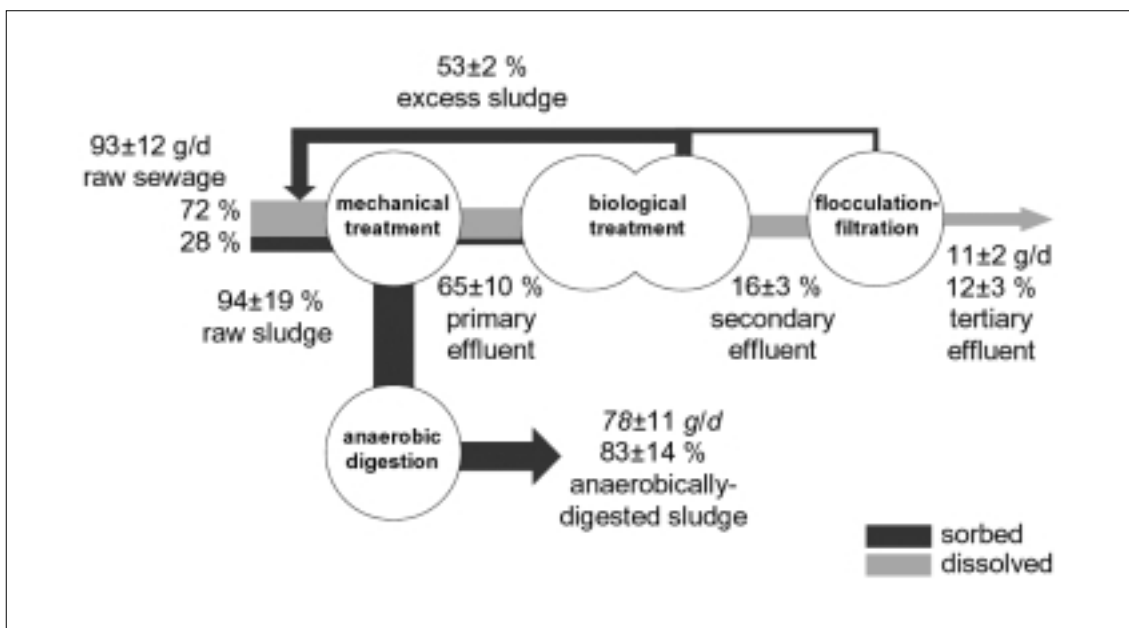 53±2 %
excess sludge
93±12 g/d
raw sewage
72 %
28 %
mechanical
treatment
biological
treatment
flocculation-
filtration
94±19 %
raw sludge
65±10 %
primary
effluent
16±3 %
secondary
effluent
11±2 g/d
12±3 %
tertiary
effluent
anaerobic
digestion
78±11 g/d
83±14 %
anaerobically-
digested sludge
sorbed
dissolved